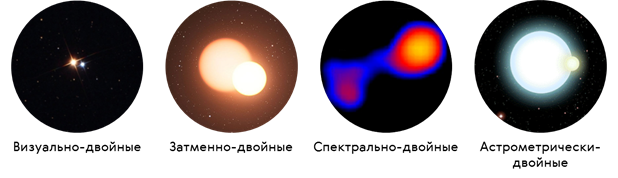 Визуально-двойные
Затменно-двойные
Спектрально-двойные
Астрометрически-
двойные